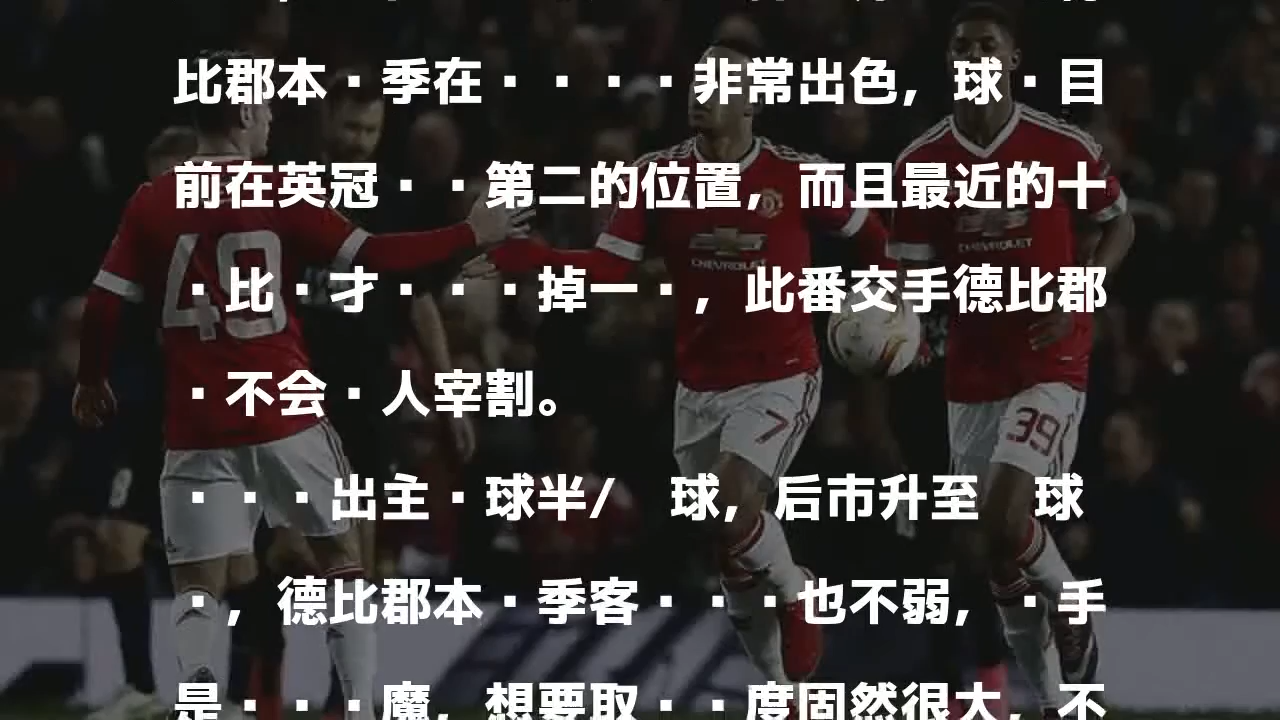 比郡本·季在····非常出色，球·目
前在英冠··第二的位置，而且最近的十
·比·才···掉一·，此番交手德比郡
·不会·人宰割。
···出主·球半/　球，后市升至　球
·，德比郡本·季客···也不弱，·手
是···魔，想要取··度固然很大，不
49
CHEVROLET
7
CHEVROLET
39